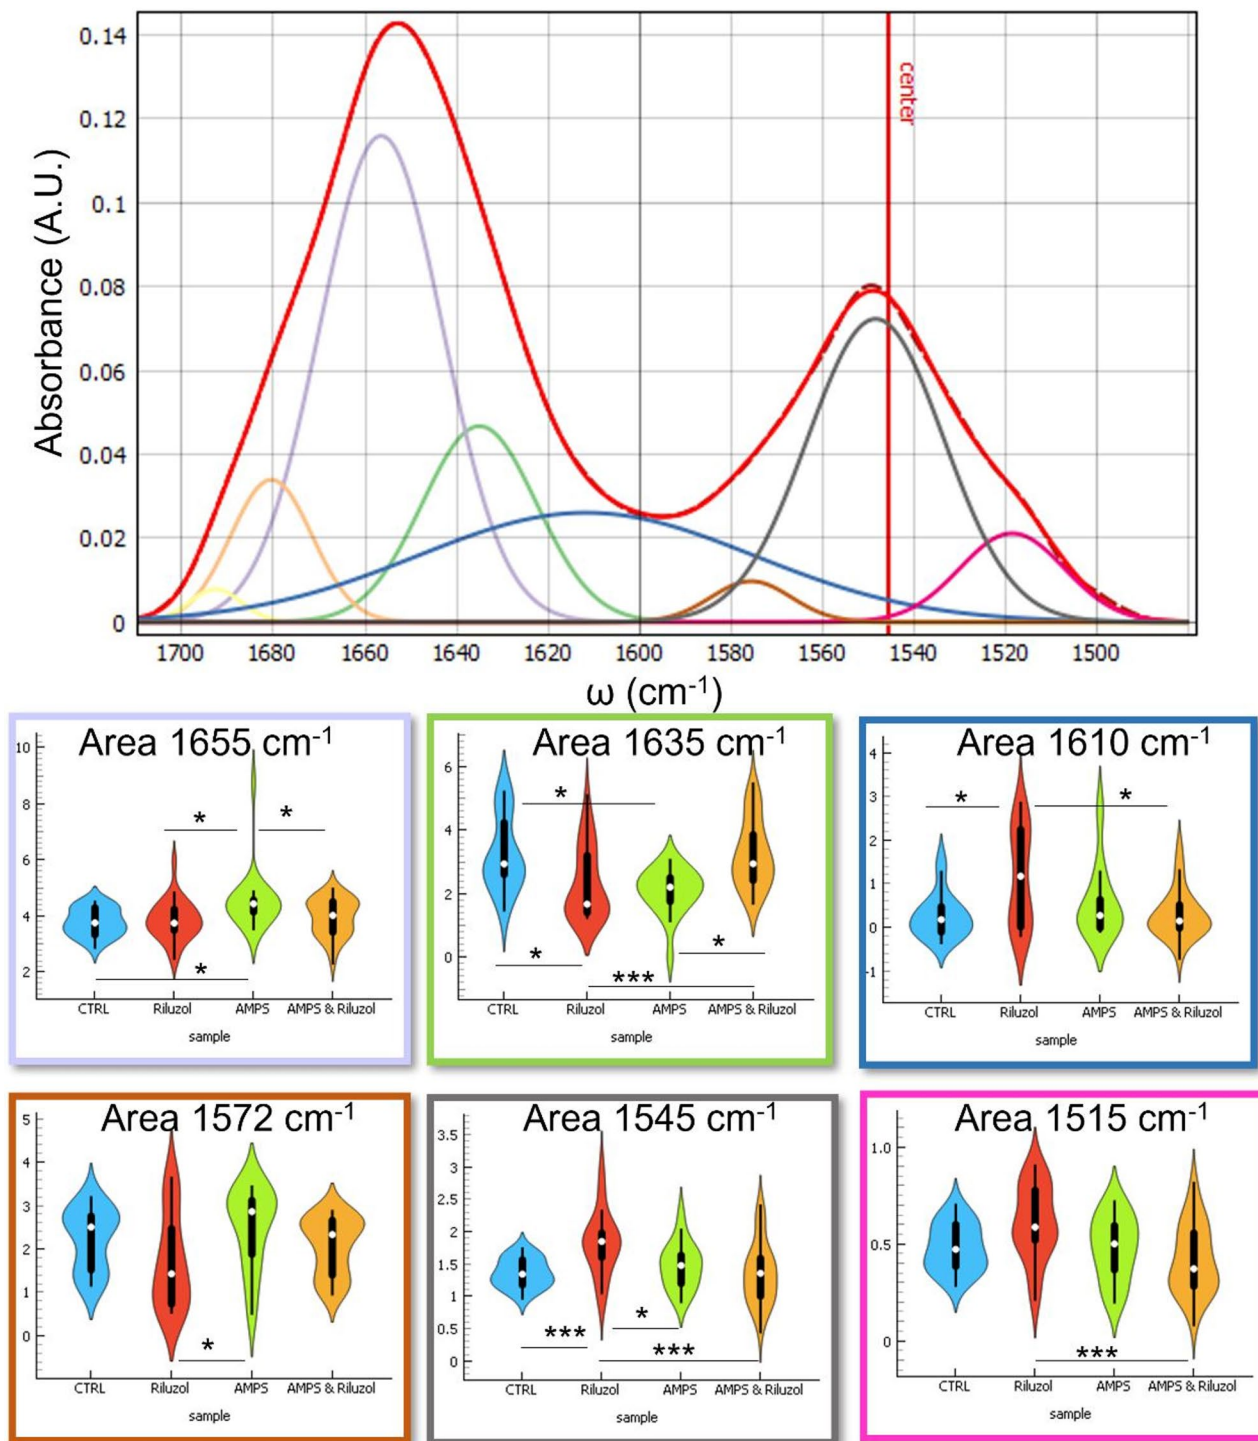 Absorbance (A.U.)
0.14
0.12
0.1
0.08
0.06
0.04
0.02
0
center
1700 1680 1660 1640 1620 1600 1580 1560 1540 1520 1500
ω (cm⁻¹)
Area 1655 cm⁻¹
10
8
6
4
2
* *
*
CTRL Riluzol AMPS AMPS & Riluzol
sample
Area 1635 cm⁻¹
6
4
2
0
*
* *
***
CTRL Riluzol AMPS AMPS & Riluzol
sample
Area 1610 cm⁻¹
4
3
2
1
0
-1
* *
CTRL Riluzol AMPS AMPS & Riluzol
sample
Area 1572 cm⁻¹
5
4
3
2
1
0
*
CTRL Riluzol AMPS AMPS & Riluzol
sample
Area 1545 cm⁻¹
3.5
3
2.5
2
1.5
1
0.5
0
*** *
***
CTRL Riluzol AMPS AMPS & Riluzol
sample
Area 1515 cm⁻¹
1.0
0.5
0
***
CTRL Riluzol AMPS AMPS & Riluzol
sample